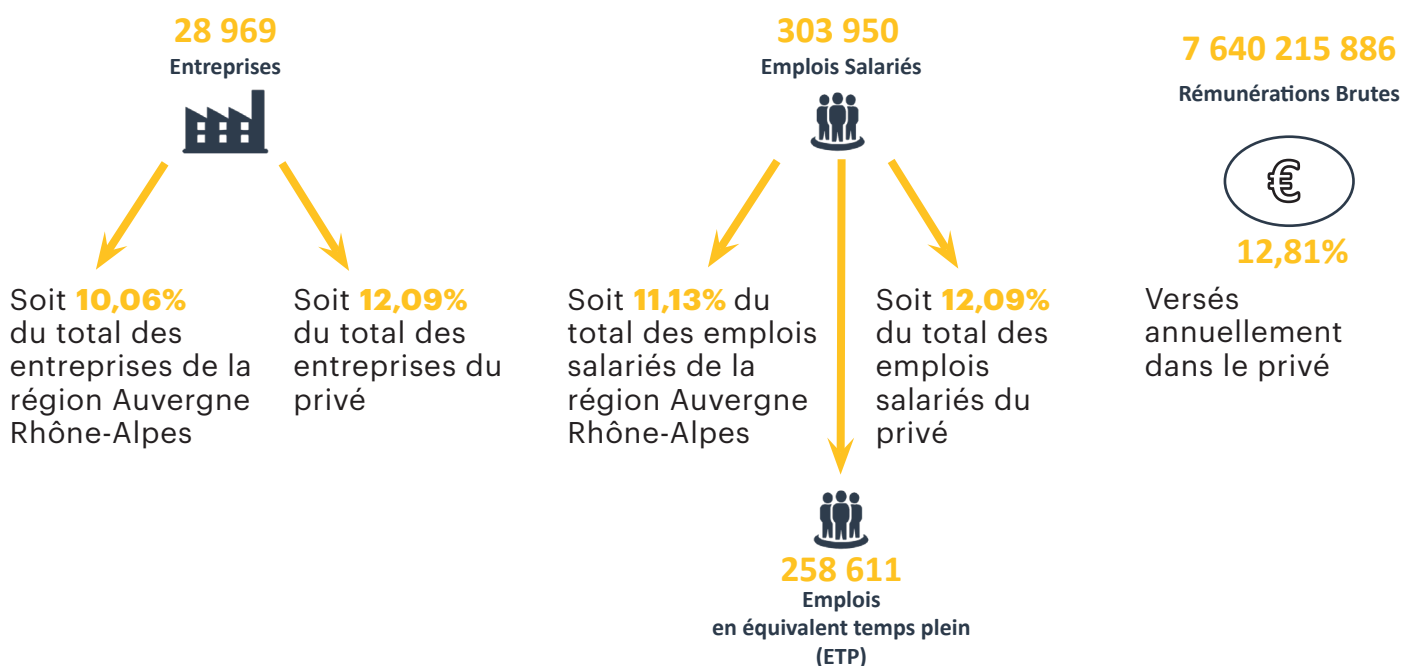 28 969
Entreprises
Soit 10,06%
du total des
entreprises de la
région Auvergne
Rhône-Alpes
Soit 12,09%
du total des
entreprises du
privé
303 950
Emplois Salariés
Soit 11,13% du
total des emplois
salariés de la
région Auvergne
Rhône-Alpes
Soit 12,09%
du total des
emplois
salariés du
privé
258 611
Emplois
en équivalent temps plein
(ETP)
7 640 215 886
Rémunérations Brutes
€
12,81%
Versés
annuellement
dans le privé